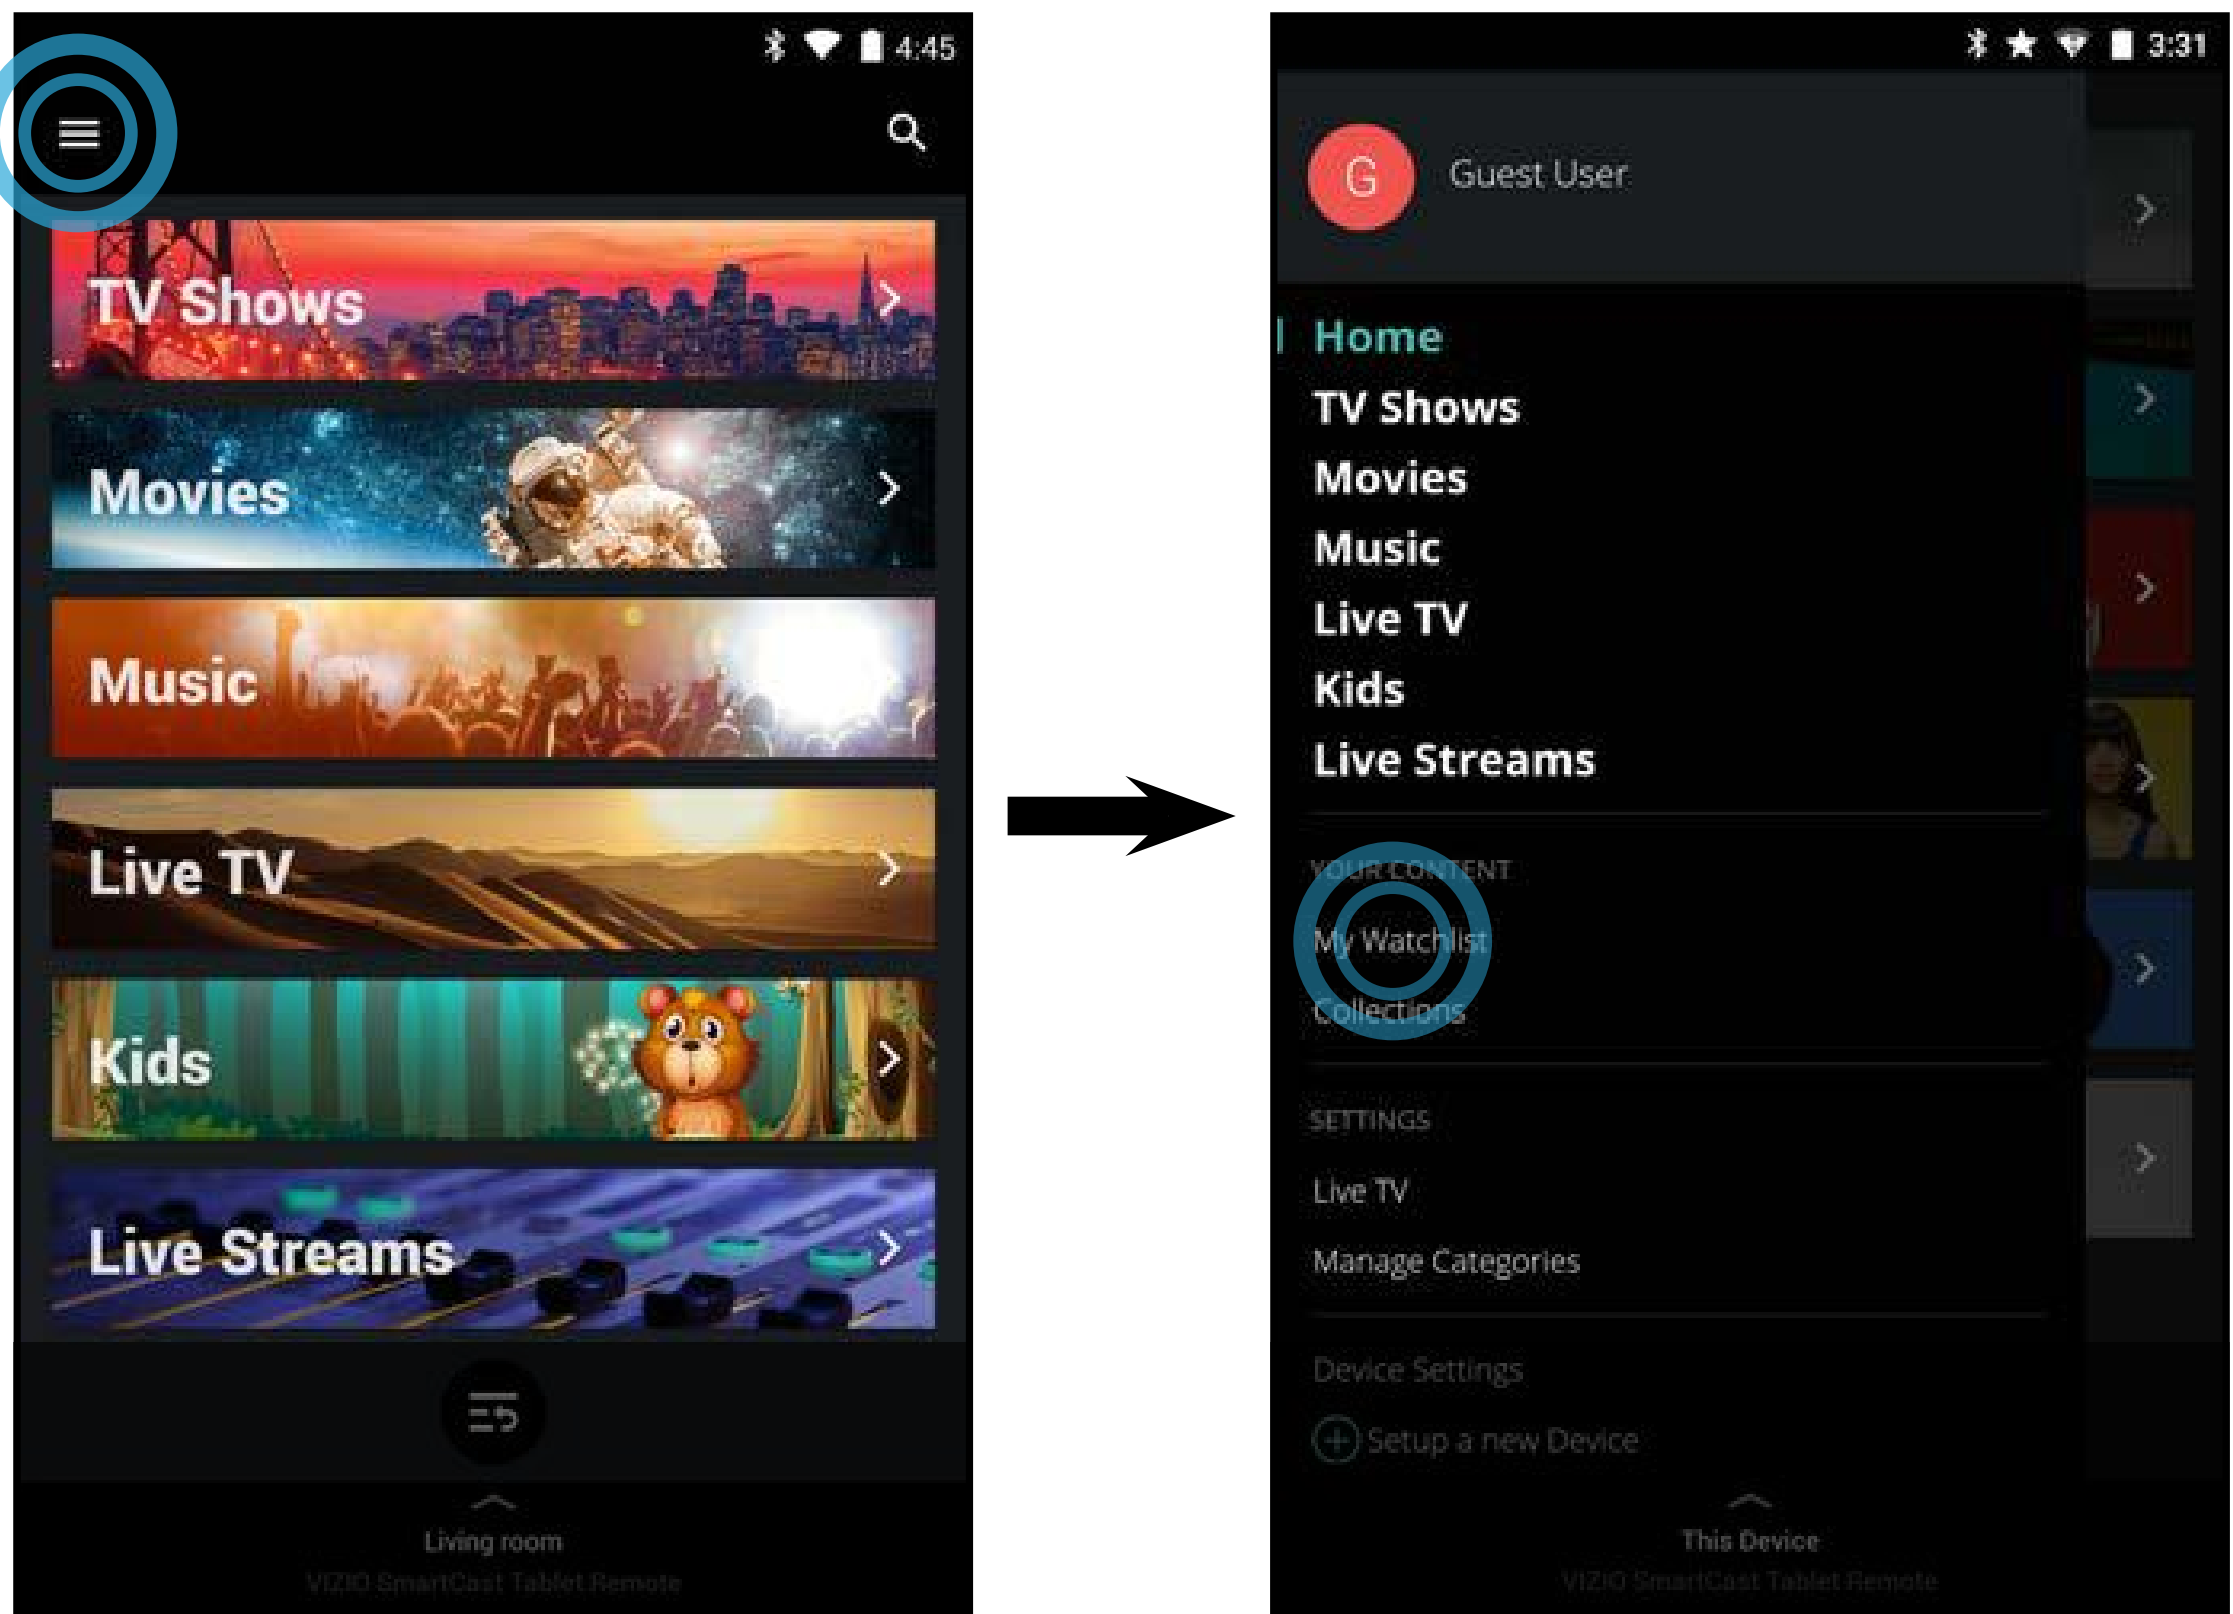 4:45
TV Shows
Movies
Music
Live TV
Kids
Live Streams
Living room
VIZIO SmartCast Tablet Remote
3:31
G
Guest User
Home
TV Shows
Movies
Music
Live TV
Kids
Live Streams
YOUR CONTENT
My Watchlist
Collections
SETTINGS
Live TV
Manage Categories
Device Settings
Setup a new Device
This Device
VIZIO SmartCast Tablet Remote